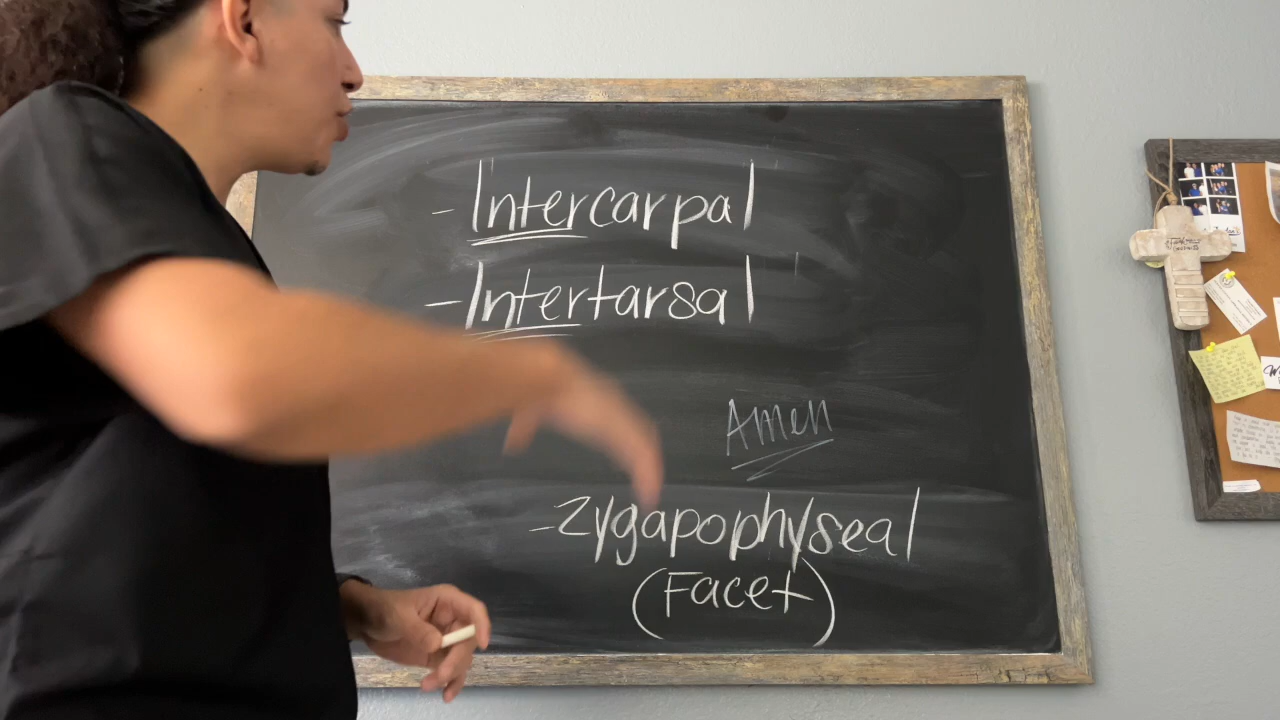 - Intercarpal
- Intertarsal
Amen
- Zygapophyseal
(Facet)